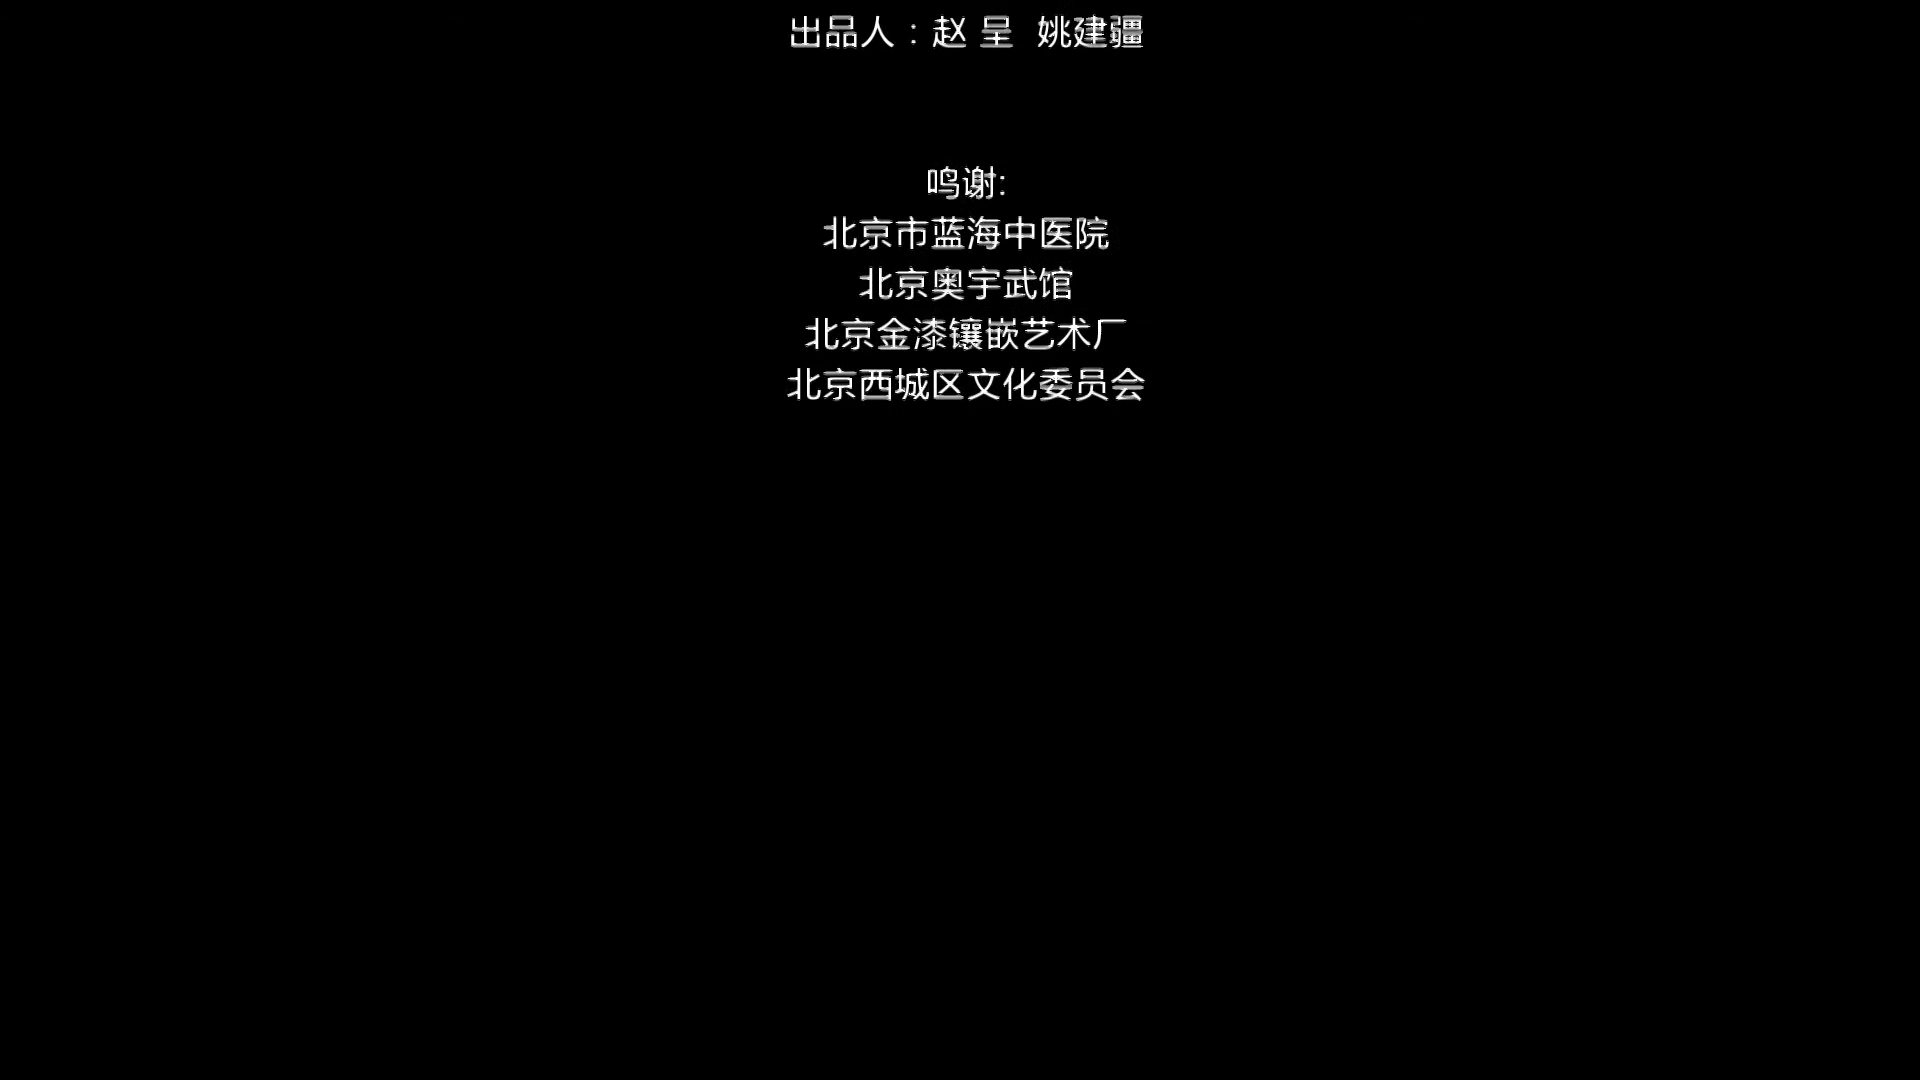 出品人：赵 呈 姚建疆
鸣谢:
北京市蓝海中医院
北京奥宇武馆
北京金漆镶嵌艺术厂
北京西城区文化委员会